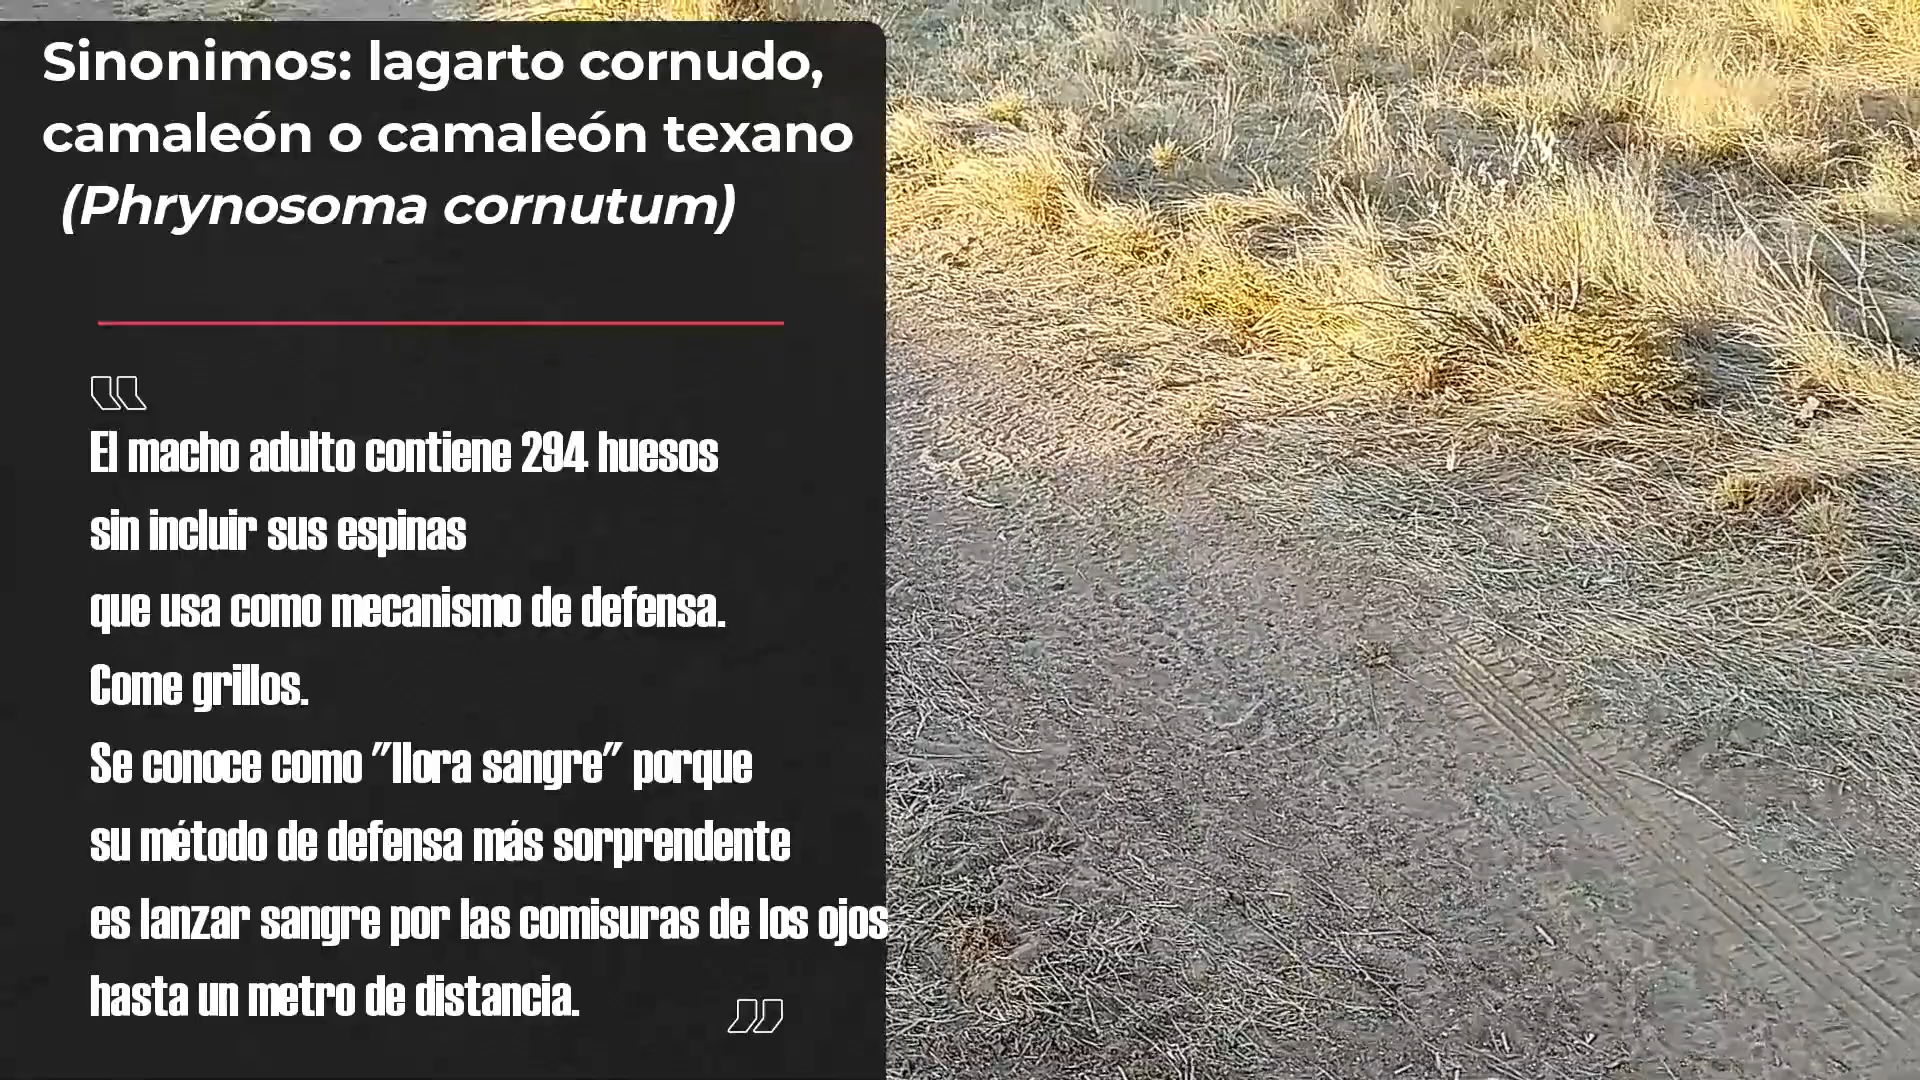 Sinonimos: lagarto cornudo,
camaleón o camaleón texano
(Phrynosoma cornutum)
El macho adulto contiene 294 huesos
sin incluir sus espinas
que usa como mecanismo de defensa.
Come grillos.
Se conoce como "llora sangre" porque
su método de defensa más sorprendente
es lanzar sangre por las comisuras de los ojos
hasta un metro de distancia.